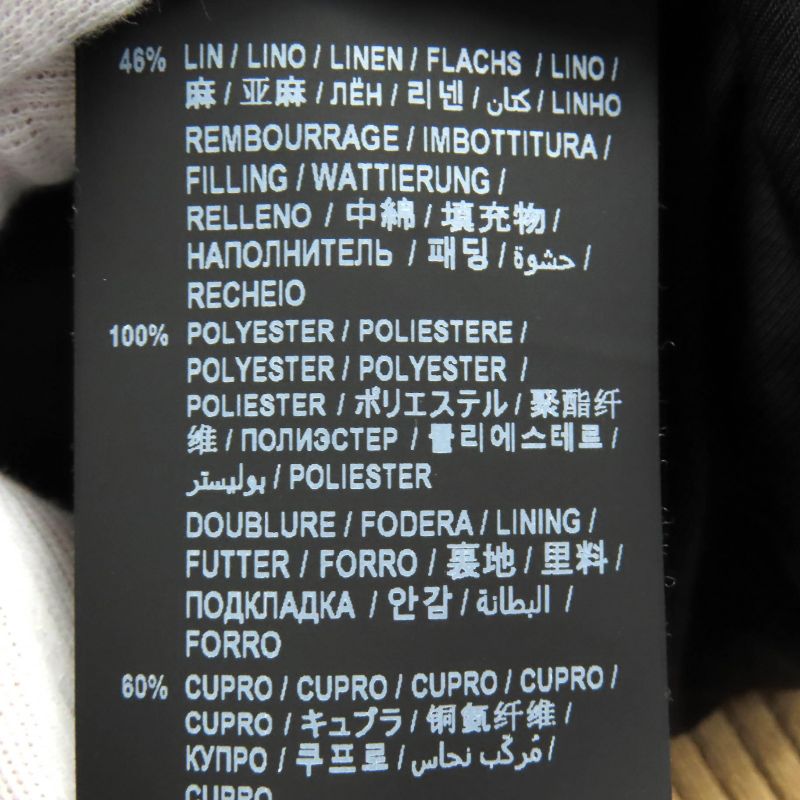 46% LIN / LINO / LINEN / FLACHS / LINO /
麻 / 亚麻 / ЛЁН / 리넨 / كتان / LINHO
REMBOURRAGE / IMBOTTITURA /
FILLING / WATTIERUNG /
RELLENO / 中綿 / 填充物 /
НАПОЛНИТЕЛЬ / 패딩 / حشوة /
RECHEIO
100% POLYESTER / POLIESTERE /
POLYESTER / POLYESTER /
POLIESTER / ポリエステル / 聚酯纤
维 / ПОЛИЭСТЕР / 폴리에스테르 /
بوليستر / POLIESTER
DOUBLURE / FODERA / LINING /
FUTTER / FORRO / 裏地 / 里料 /
ПОДКЛАДКА / 안감 / البطانة /
FORRO
60% CUPRO / CUPRO / CUPRO / CUPRO /
CUPRO / キュプラ / 铜氨纤维 /
КУПРО / 쿠프로 / مُركّب نحاس /
CUPRO